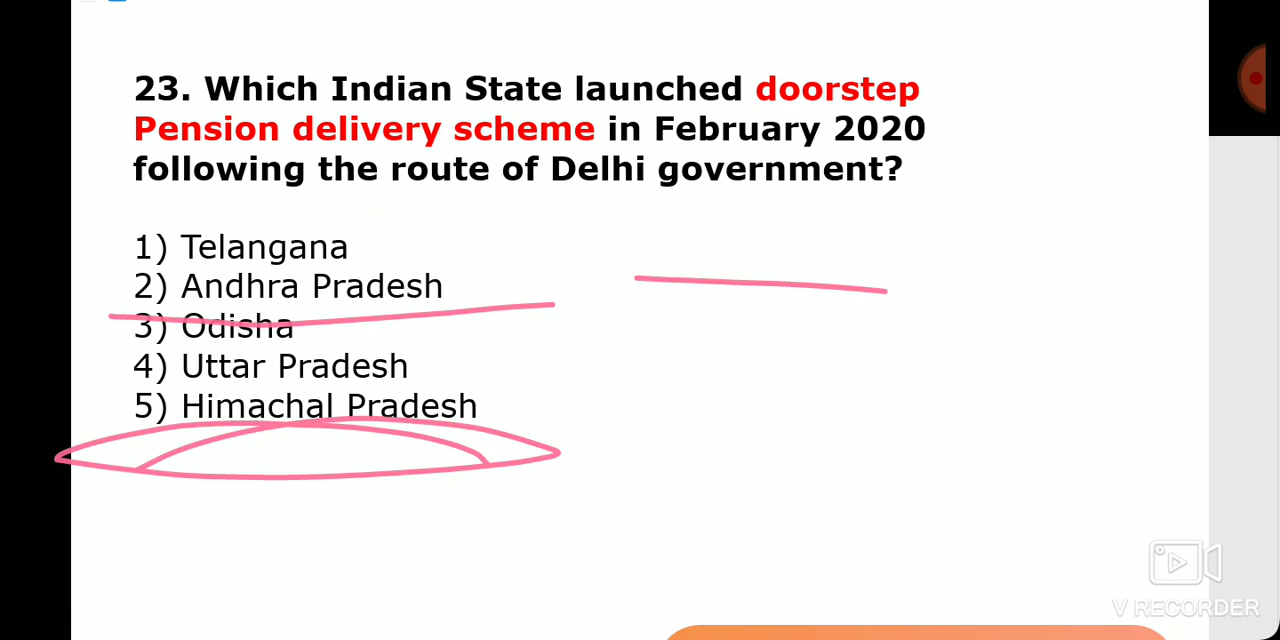 23. Which Indian State launched doorstep
Pension delivery scheme in February 2020
following the route of Delhi government?
1) Telangana
2) Andhra Pradesh
3) Odisha
4) Uttar Pradesh
5) Himachal Pradesh
V RECORDER